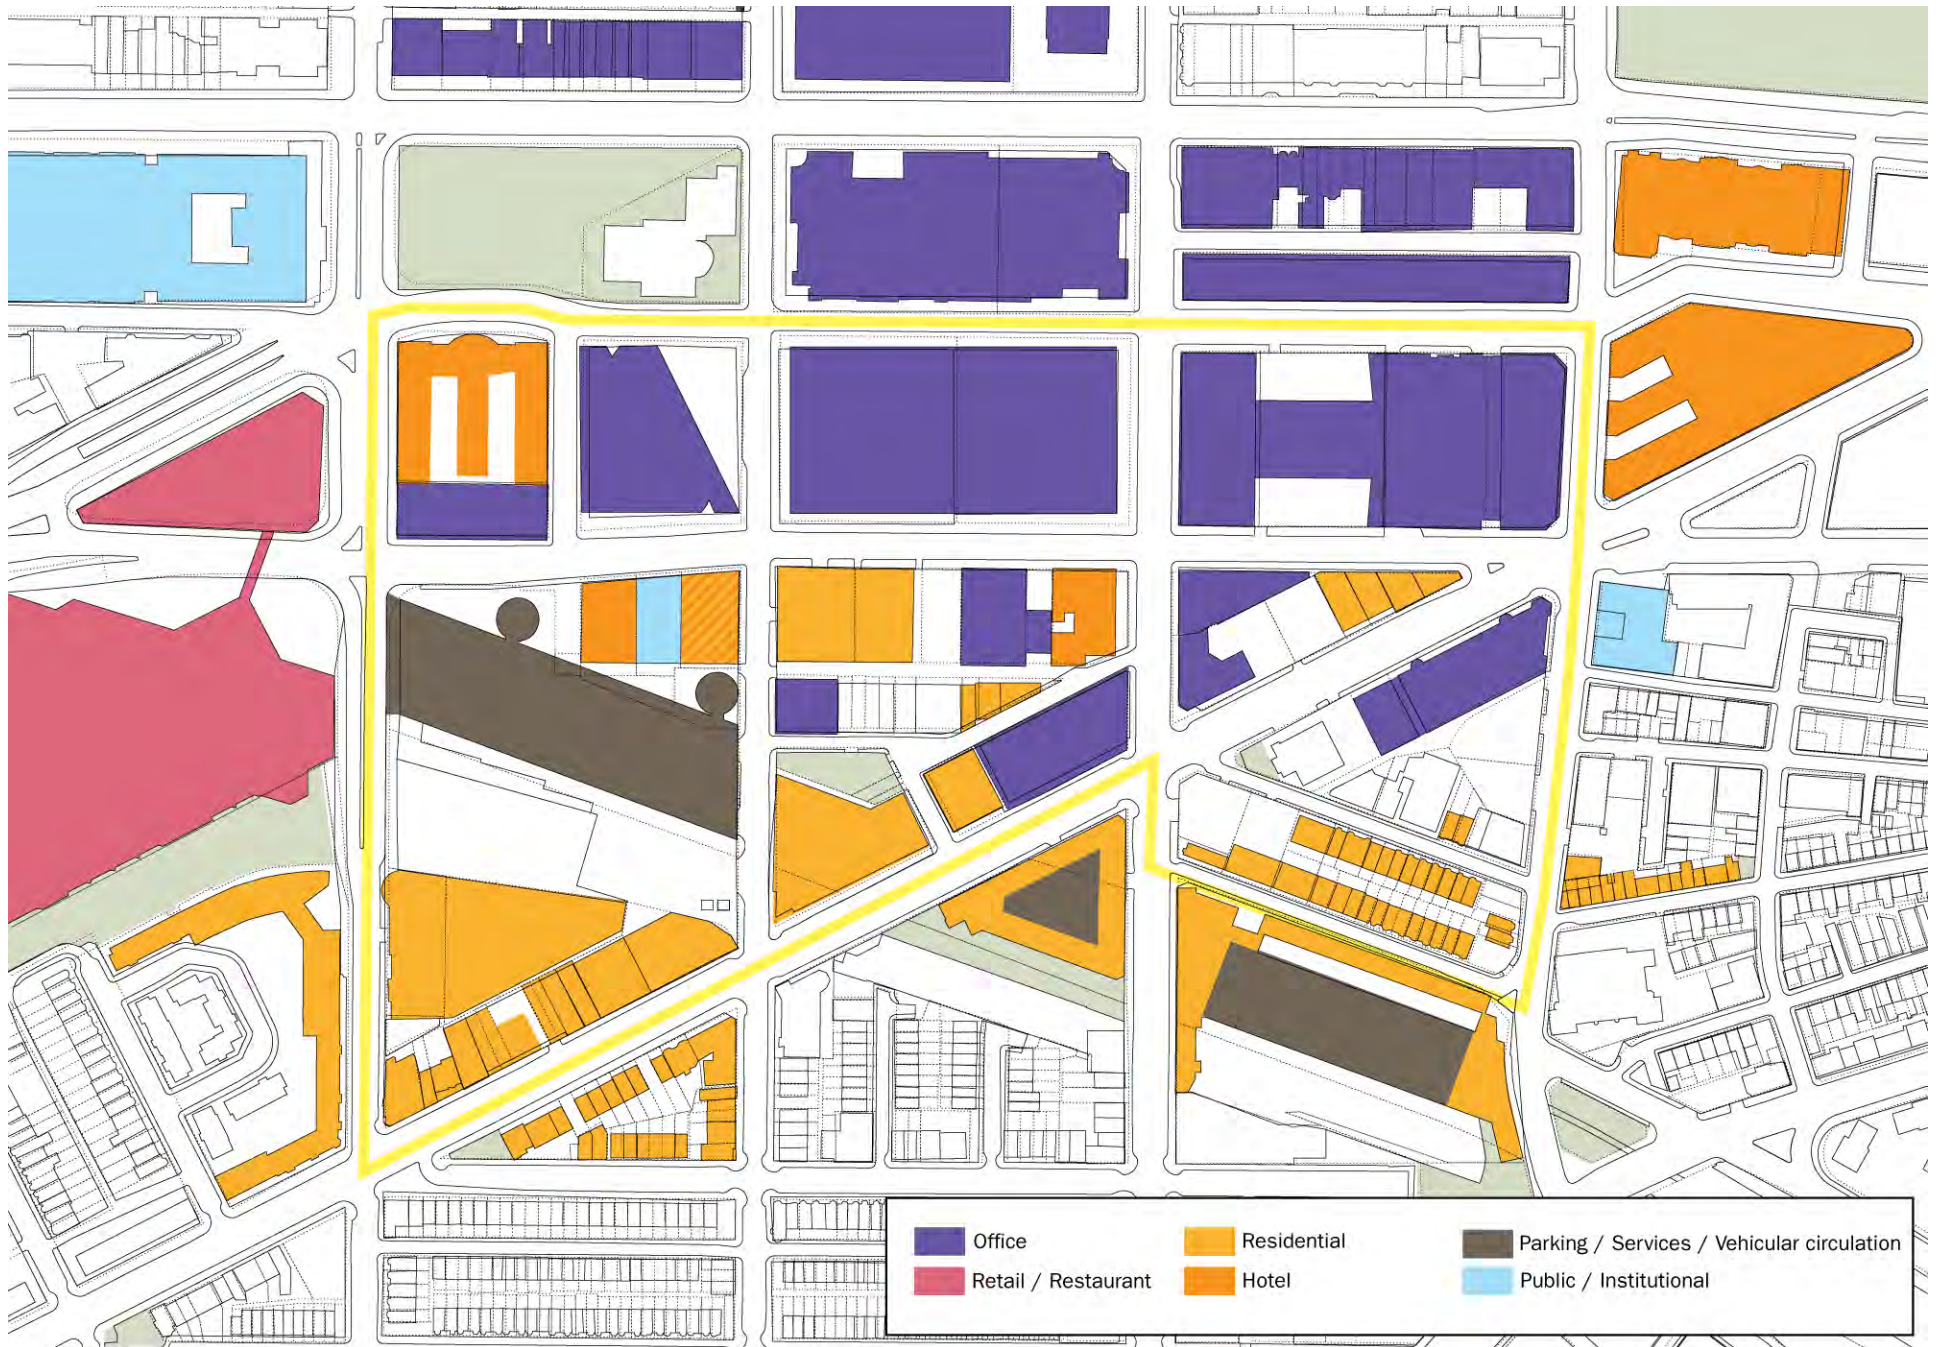 Office
Residential
Parking / Services / Vehicular circulation
Retail / Restaurant
Hotel
Public / Institutional